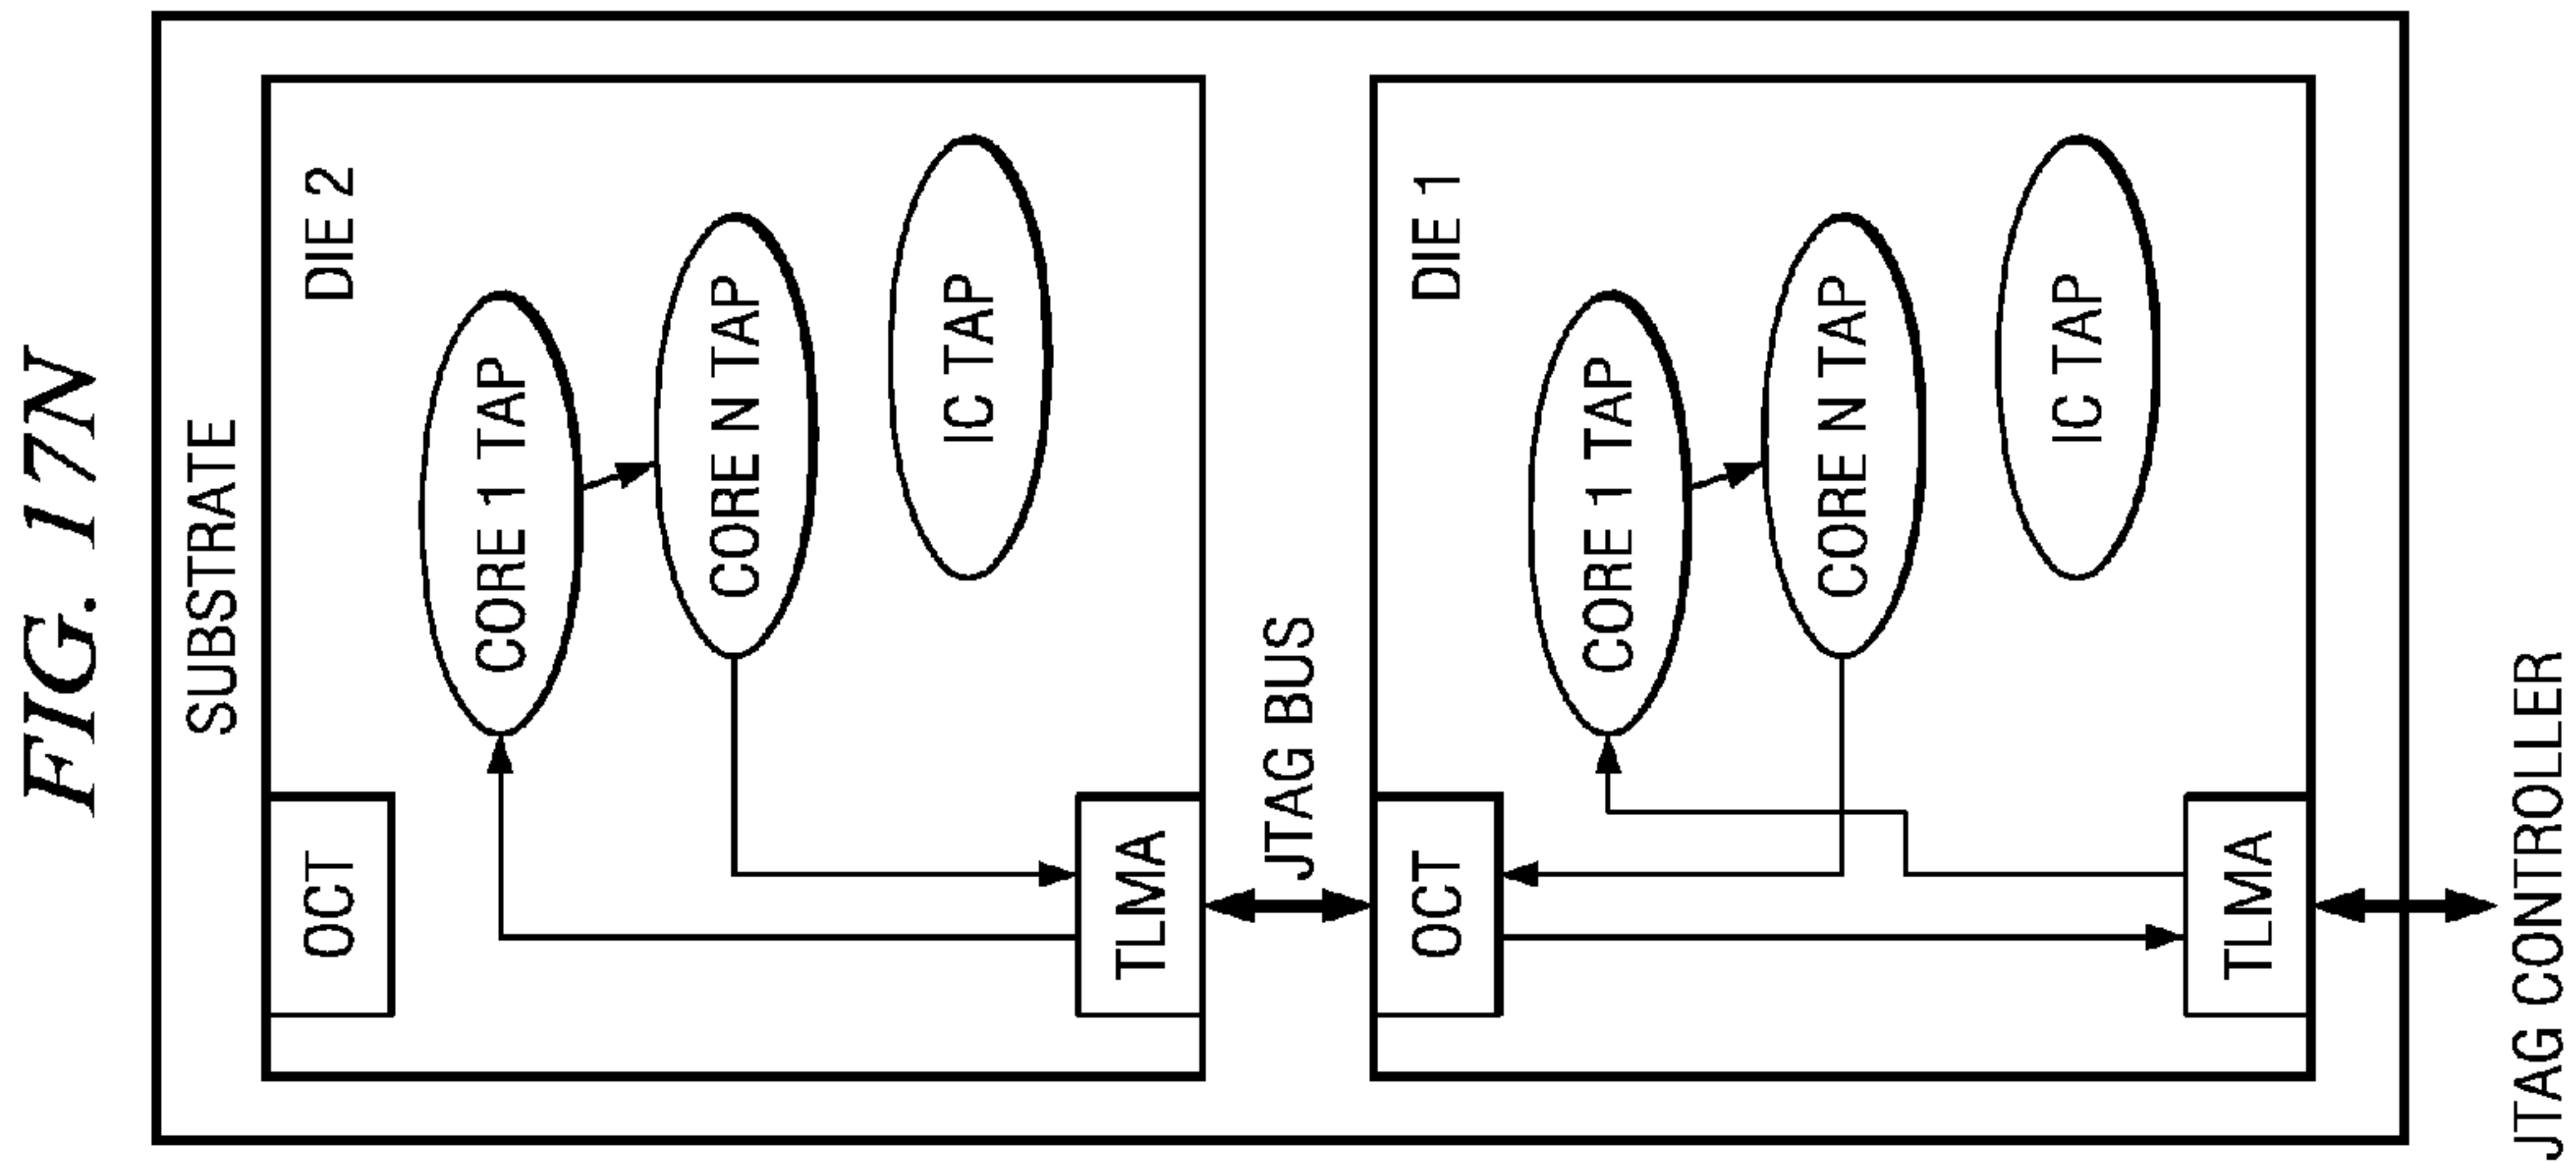 FIG. 17N
SUBSTRATE
DIE 2
OCT
CORE 1 TAP
CORE N TAP
IC TAP
TLMA
JTAG BUS
DIE 1
OCT
CORE 1 TAP
CORE N TAP
IC TAP
TLMA
JTAG CONTROLLER